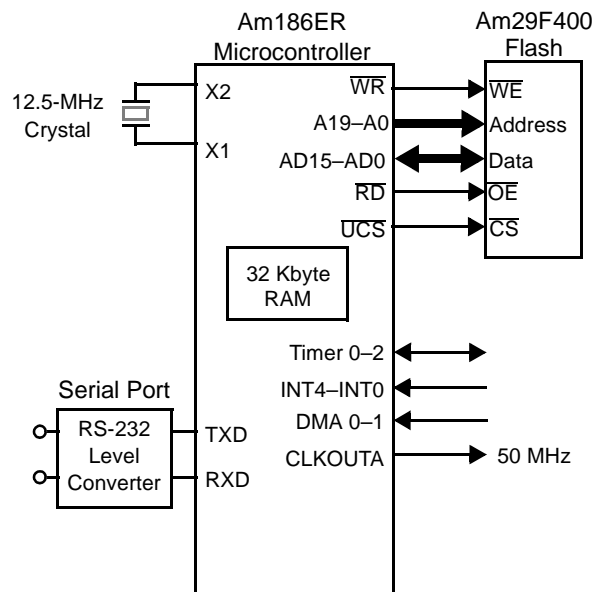 Am186ER
Microcontroller
Am29F400
Flash
12.5-MHz
Crystal
X2
X1
WR
A19–A0
AD15–AD0
RD
UCS
WE
Address
Data
OE
CS
32 Kbyte
RAM
Timer 0–2
INT4–INT0
DMA 0–1
CLKOUTA
50 MHz
Serial Port
RS-232
Level
Converter
TXD
RXD